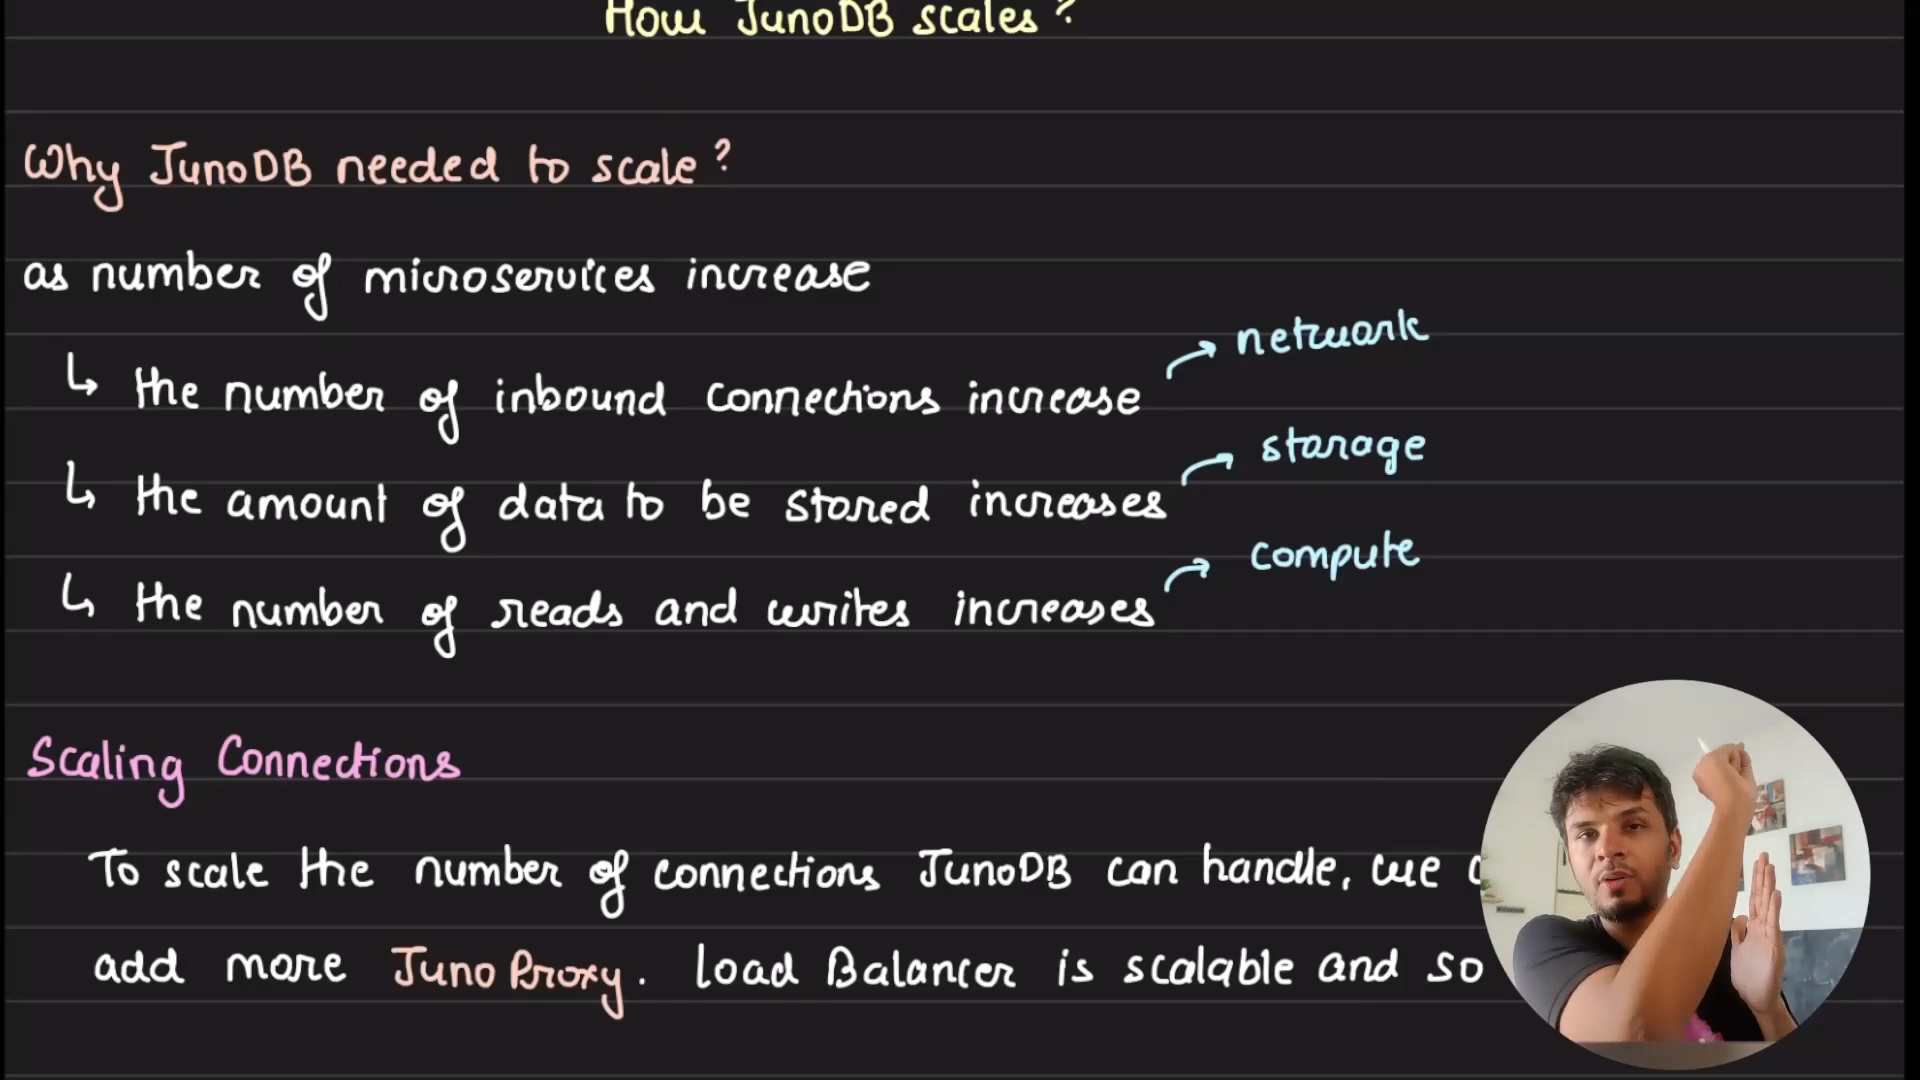 How JunoDB scales?
Why JunoDB needed to scale?
as number of microservices increase
↳ the number of inbound connections increase → network
↳ the amount of data to be stored increases → storage
↳ the number of reads and writes increases → compute
Scaling Connections
To scale the number of connections JunoDB can handle, we
add more Juno Proxy. Load Balancer is scalable and so